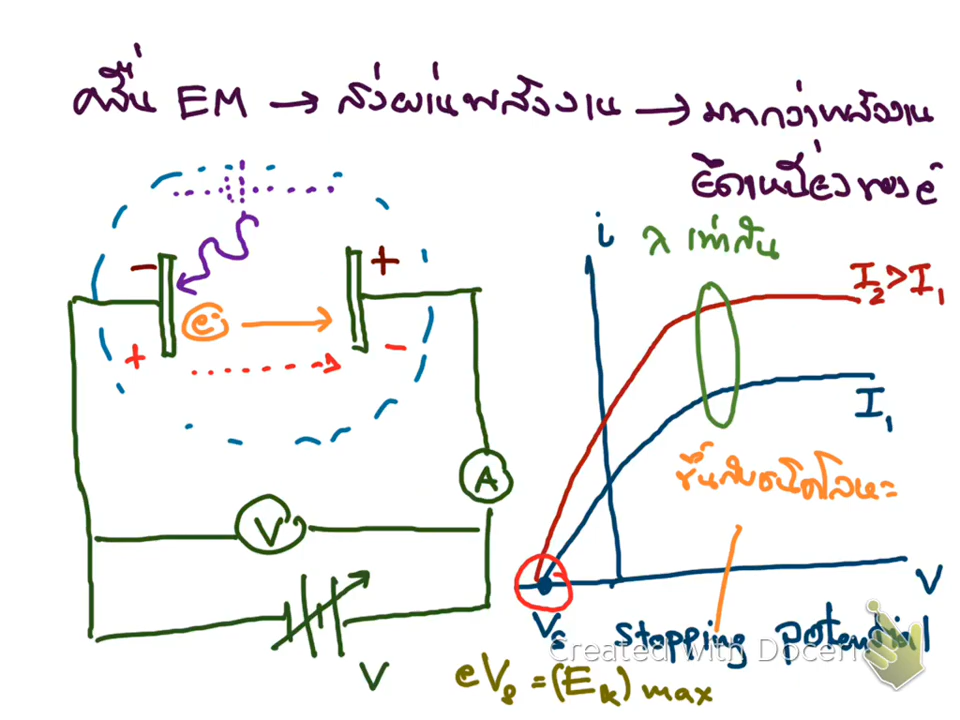 คลื่น EM → ส่งผ่านพลังงาน → มากกว่าพลังงาน
ยึดเหนี่ยวของ e⁻
− + e⁻ + −
V
A
V
i
λ เท่ากัน
I₂ > I₁
I₁
ขึ้นกับชนิดโลหะ
V
Vₛ stopping potential
eVₛ = (Eₖ) max
Created with Doceri